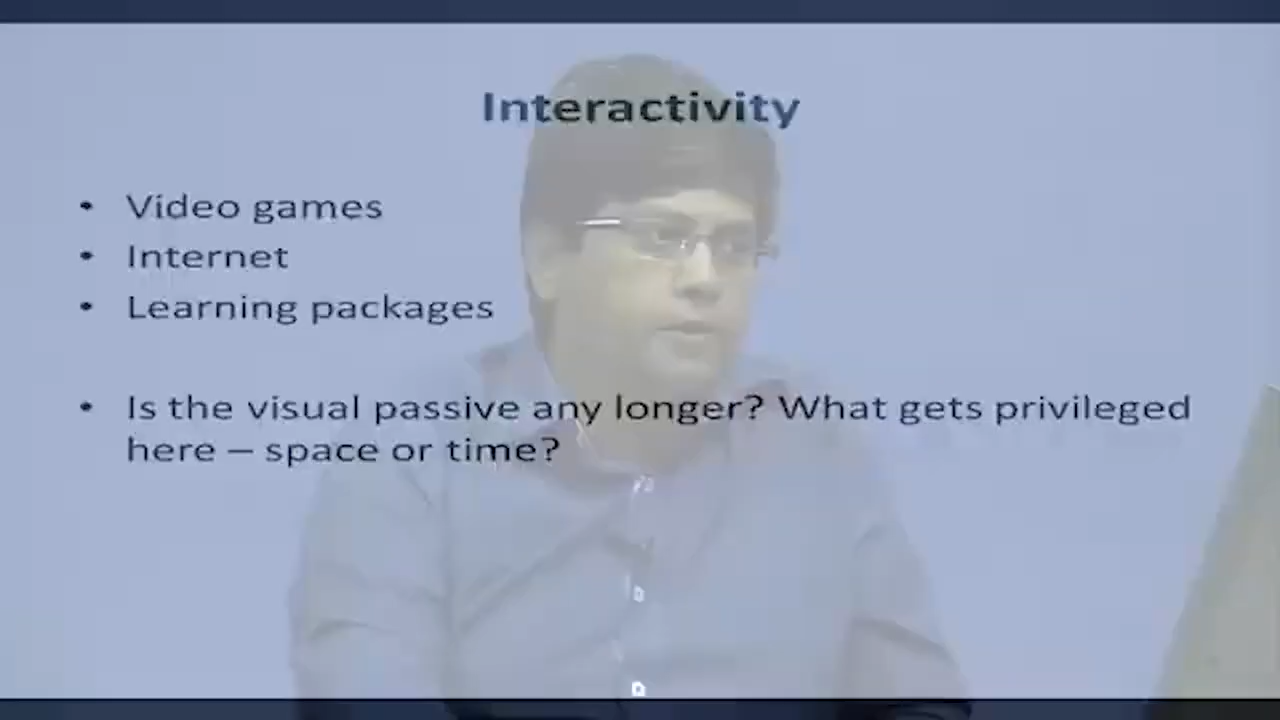 Interactivity
• Video games
• Internet
• Learning packages
• Is the visual passive any longer? What gets privileged
here – space or time?